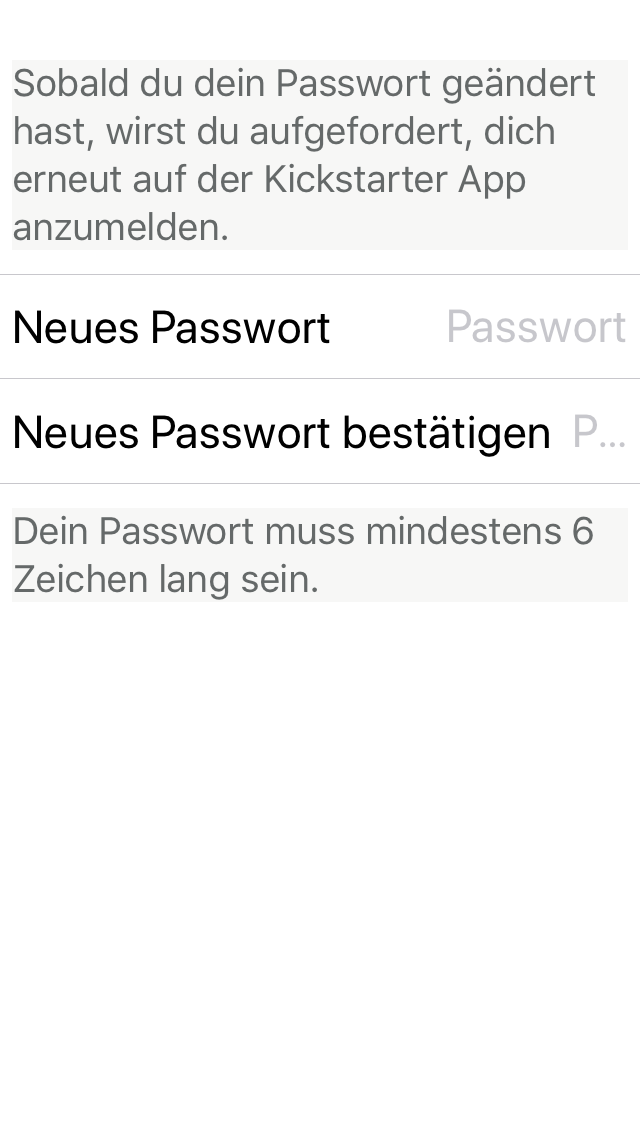 Sobald du dein Passwort geändert
hast, wirst du aufgefordert, dich
erneut auf der Kickstarter App
anzumelden.
Neues Passwort Passwort
Neues Passwort bestätigen P...
Dein Passwort muss mindestens 6
Zeichen lang sein.